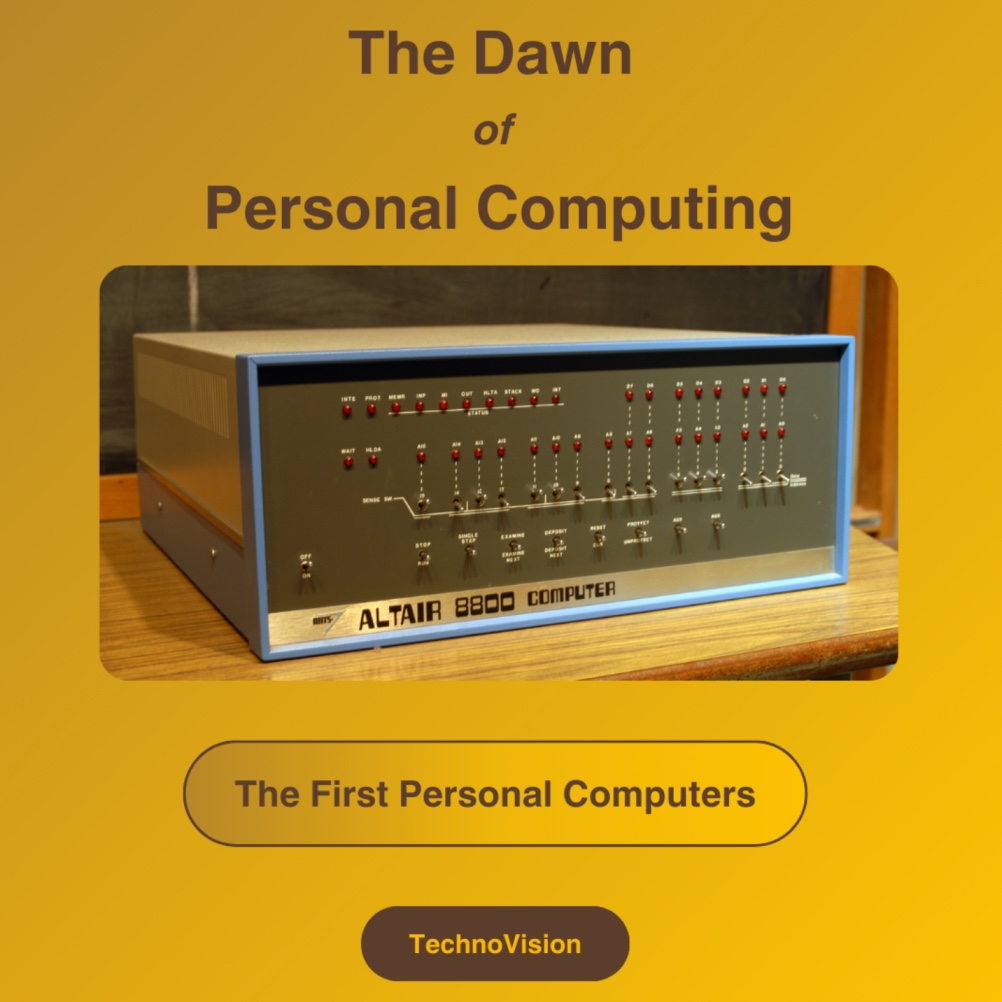 The Dawn
of
Personal Computing
INTE PROT MEMR INP MI OUT HLTA STACK WO INT
D7 D6 D5 D4 D3 D2 D1 D0
STATUS
WAIT HLDA
A15 A14 A13 A12 A11 A10 A9 A8 A7 A6 A5 A4 A3 A2 A1 A0
SENSE SW
OFF
ON
STOP
RUN
SINGLE
STEP
EXAMINE
EXAMINE
NEXT
DEPOSIT
DEPOSIT
NEXT
RESET
CLR
PROTECT
UNPROTECT
AUX
AUX
mits
ALTAIR 8800 COMPUTER
The First Personal Computers
TechnoVision